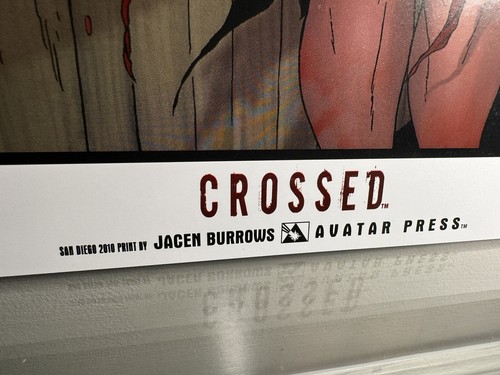 CROSSED™
SAN DIEGO 2010 PRINT BY JACEN BURROWS AVATAR PRESS™